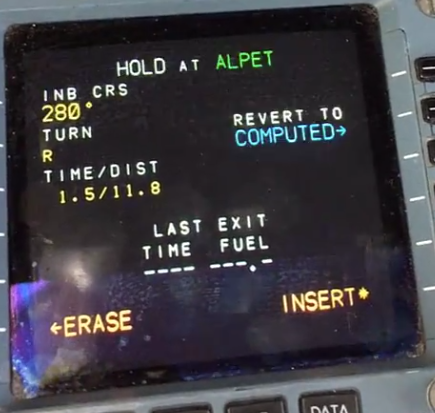 HOLD AT ALPET
INB CRS
280°
TURN
R
REVERT TO
COMPUTED→
TIME/DIST
1.5/11.8
LAST EXIT
TIME FUEL
---- ---.-
←ERASE
INSERT*
DATA